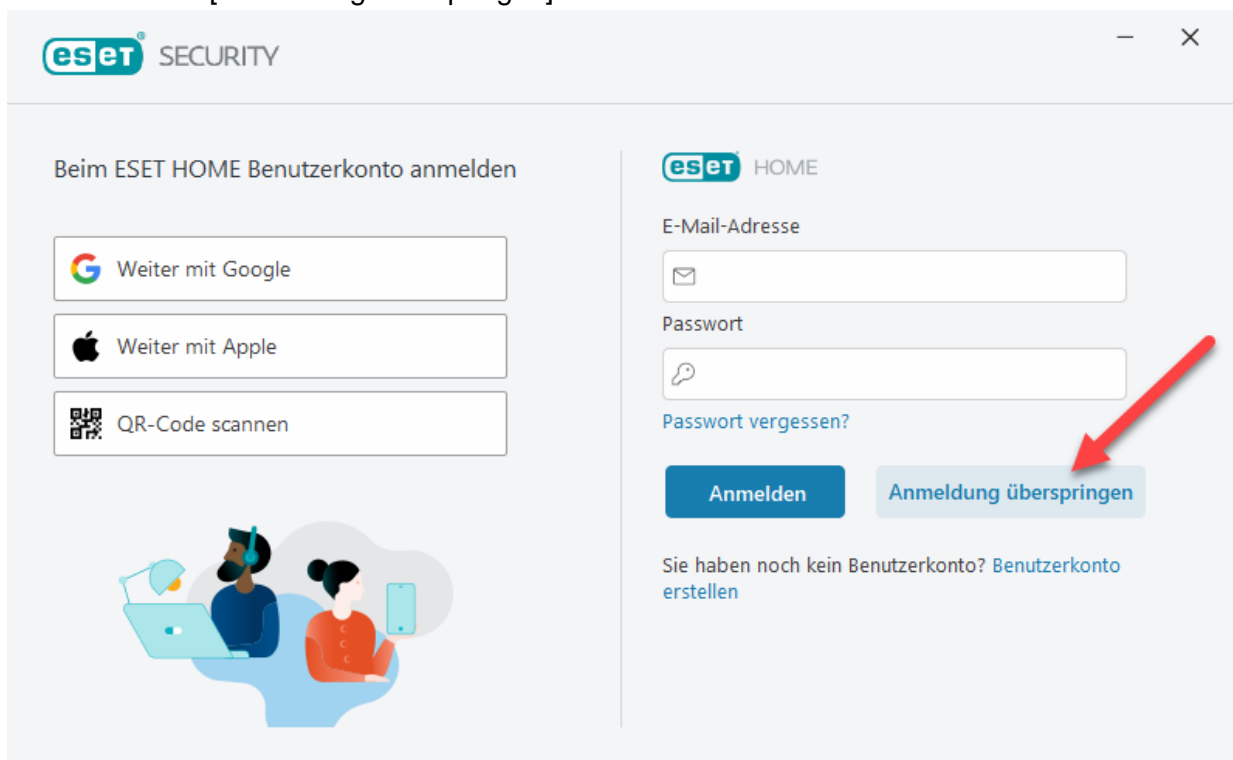 eset® SECURITY
Beim ESET HOME Benutzerkonto anmelden
Weiter mit Google
Weiter mit Apple
QR-Code scannen
eset HOME
E-Mail-Adresse
Passwort
Passwort vergessen?
Anmelden
Anmeldung überspringen
Sie haben noch kein Benutzerkonto? Benutzerkonto
erstellen